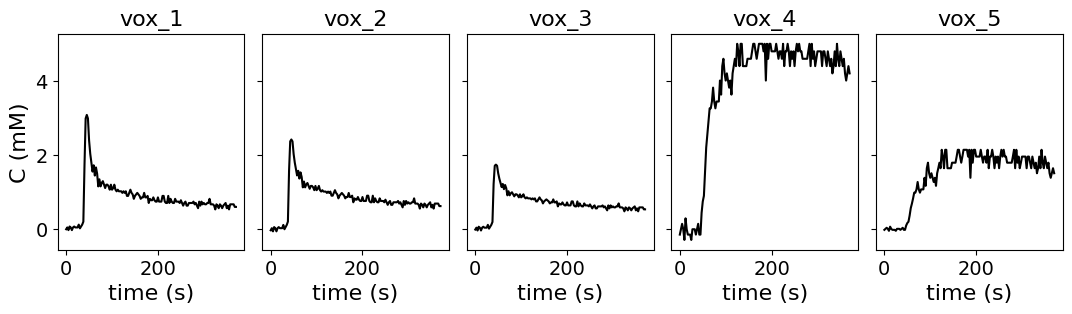 vox_1 vox_2 vox_3 vox_4 vox_5
C (mM)
4
2
0
0 200 0 200 0 200 0 200 0 200
time (s) time (s) time (s) time (s) time (s)